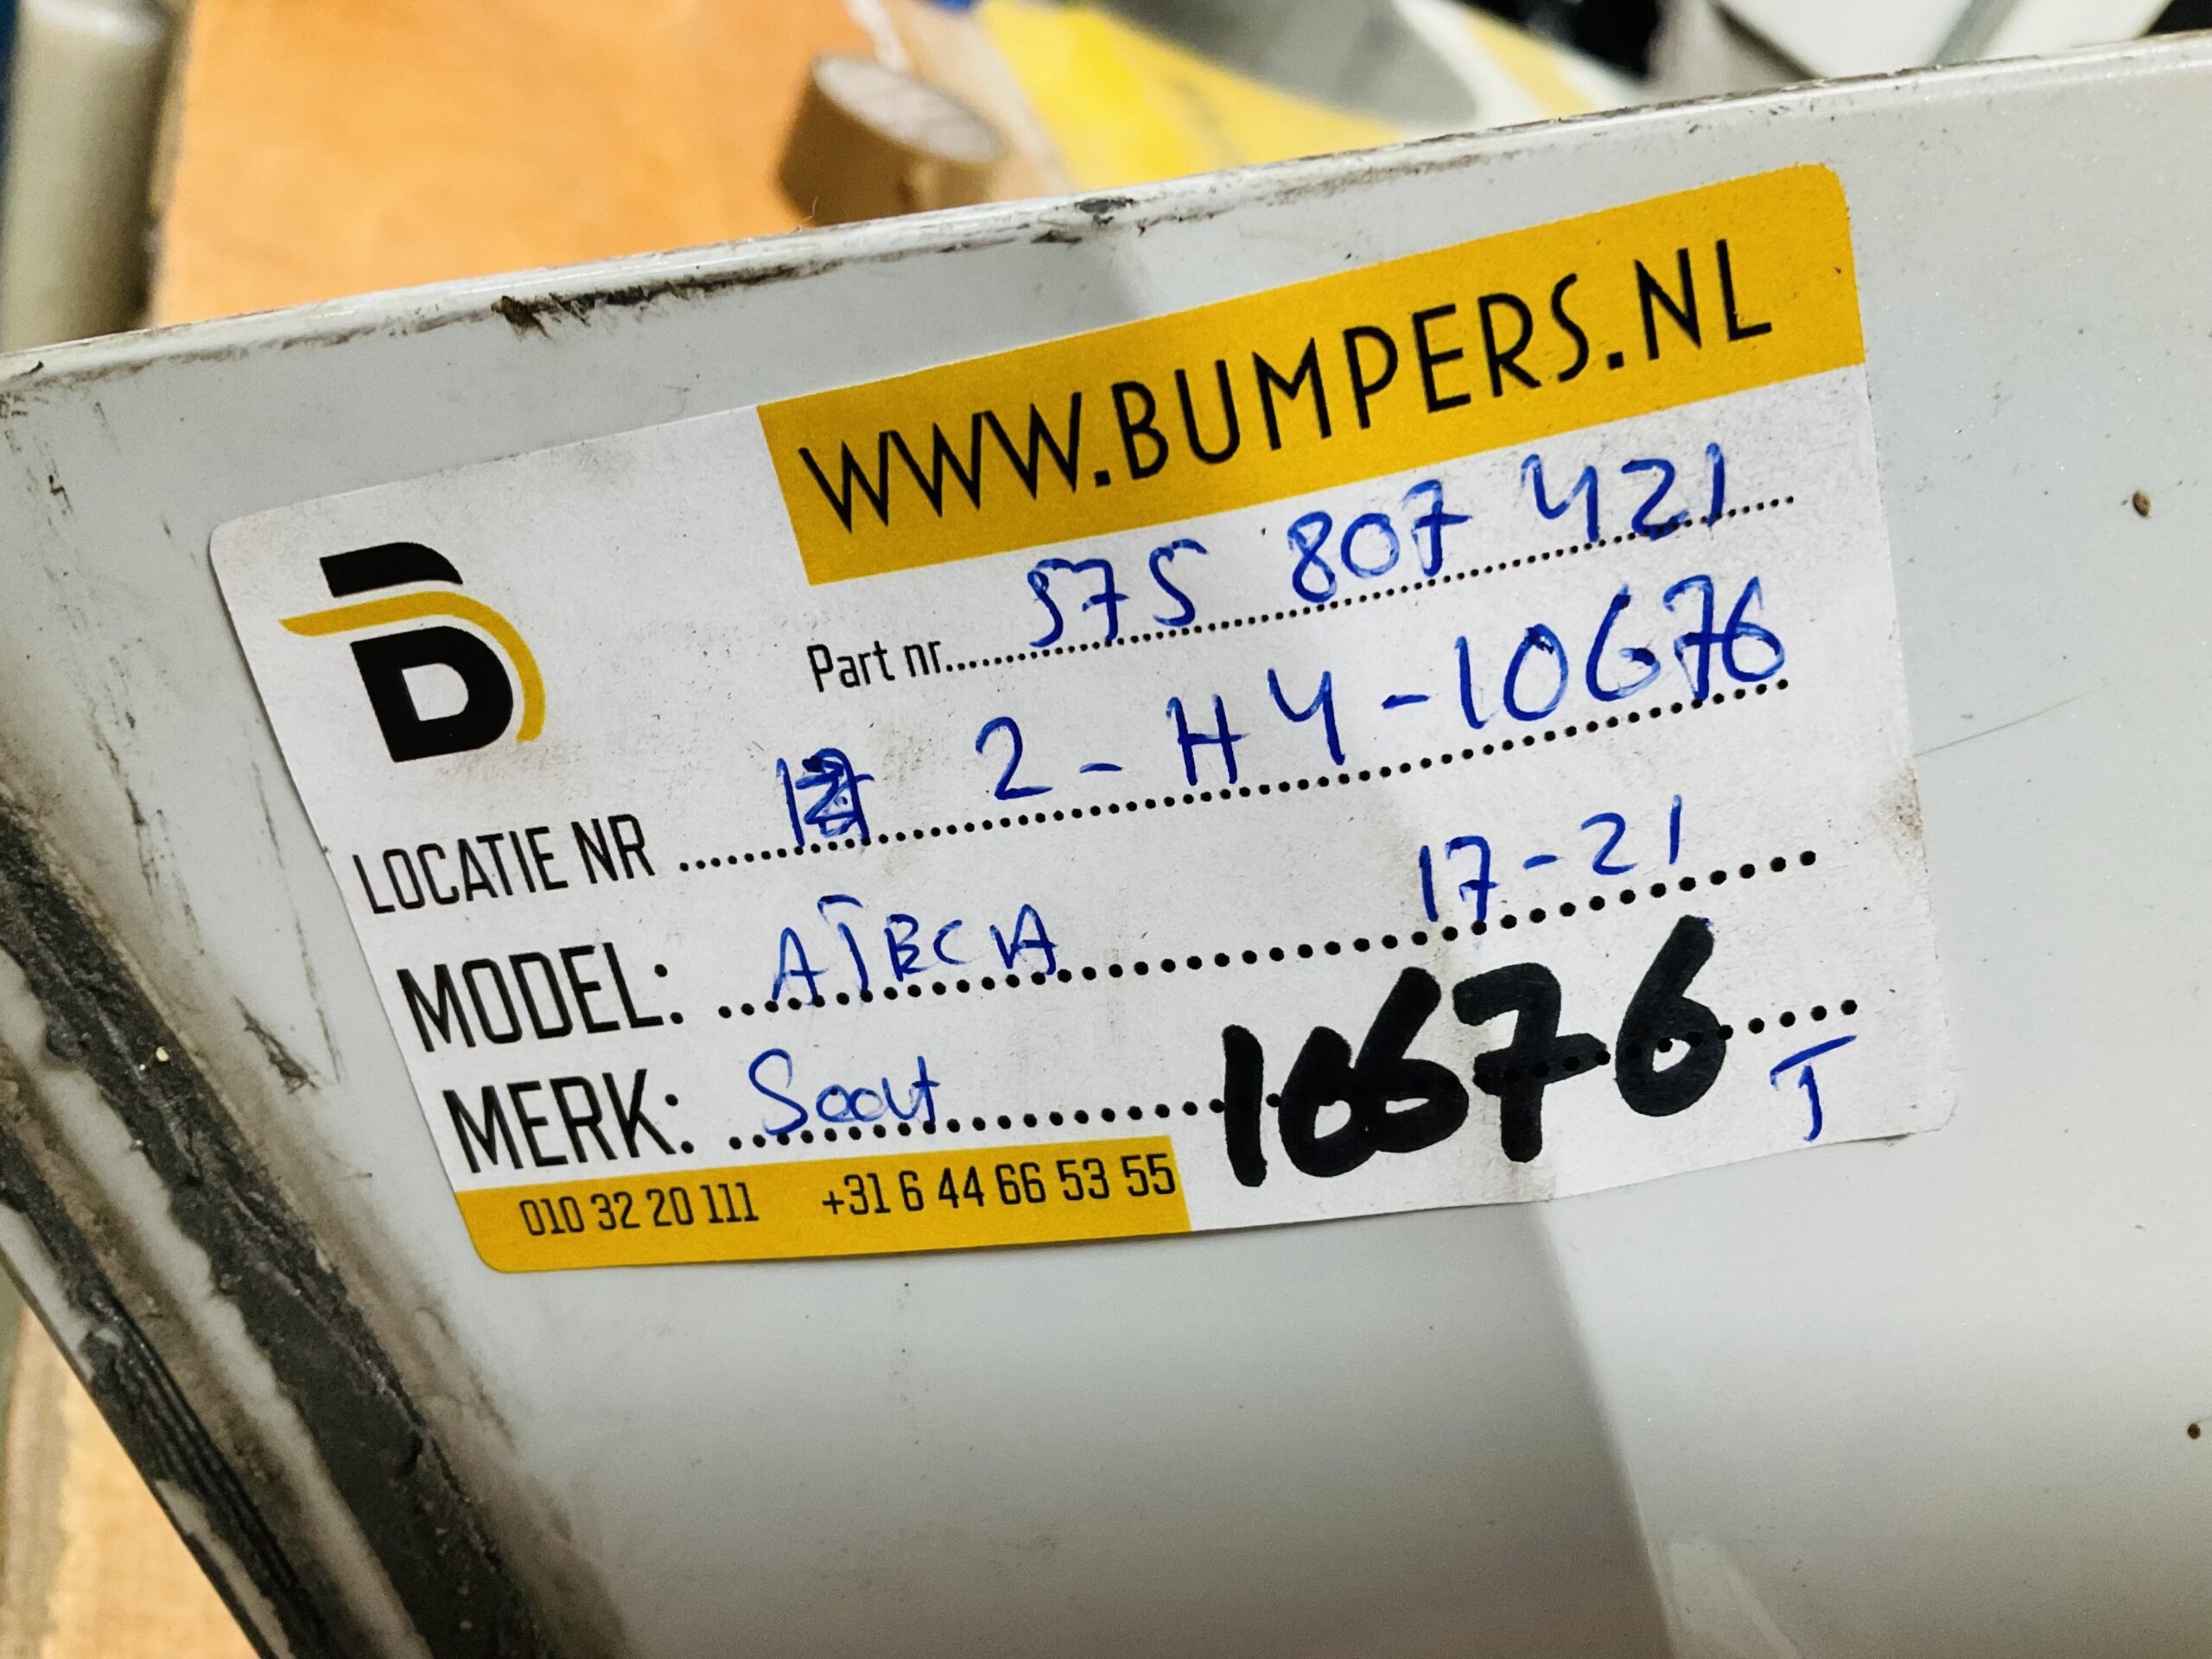 WWW.BUMPERS.NL
Part nr. 575 807 421
LOCATIE NR 2-H4-10676
MODEL: ATECA 17-21
MERK: Seat 10676
T
010 32 20 111 +31 6 44 66 53 55